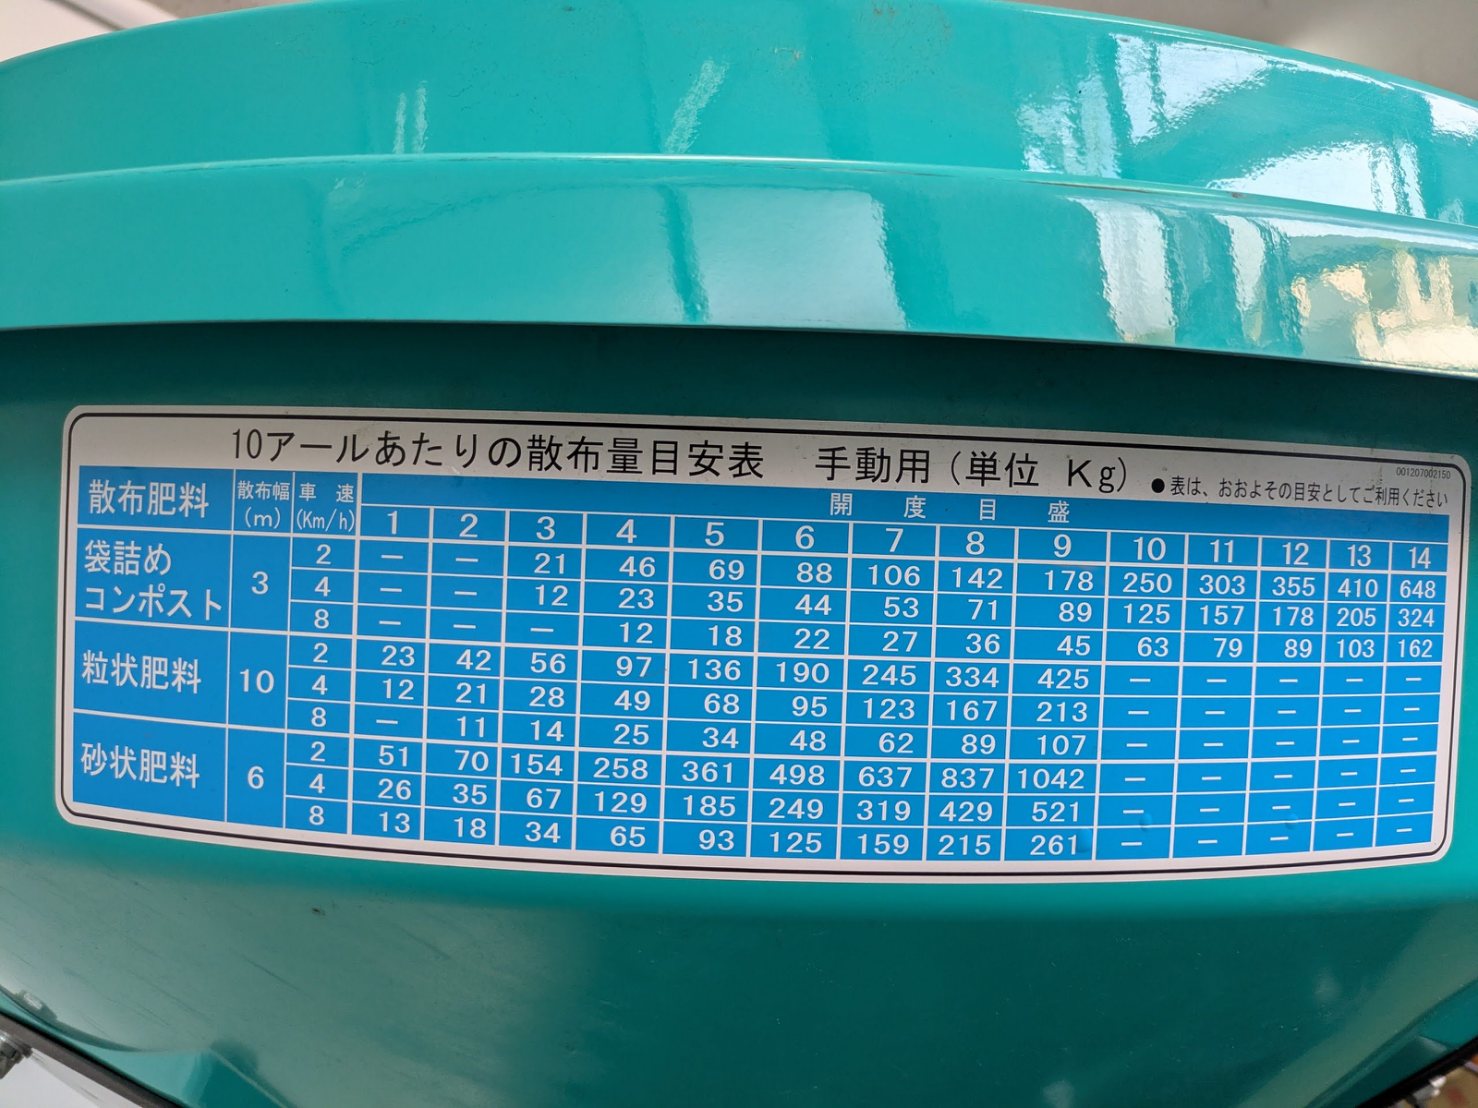 10アールあたりの散布量目安表 手動用(単位 Kg) ●表は、おおよその目安としてご利用ください
001207002150
散布肥料 散布幅(m) 車速(Km/h) 開度目盛
1 2 3 4 5 6 7 8 9 10 11 12 13 14
袋詰めコンポスト 3 2 — — 21 46 69 88 106 142 178 250 303 355 410 648
4 — — 12 23 35 44 53 71 89 125 157 178 205 324
8 — — — 12 18 22 27 36 45 63 79 89 103 162
粒状肥料 10 2 23 42 56 97 136 190 245 334 425 — — — — —
4 12 21 28 49 68 95 123 167 213 — — — — —
8 — 11 14 25 34 48 62 89 107 — — — — —
砂状肥料 6 2 51 70 154 258 361 498 637 837 1042 — — — — —
4 26 35 67 129 185 249 319 429 521 — — — — —
8 13 18 34 65 93 125 159 215 261 — — — — —